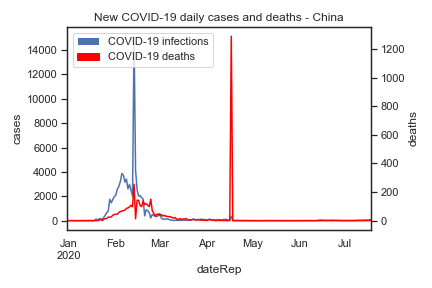 New COVID-19 daily cases and deaths - China
COVID-19 infections
COVID-19 deaths
14000
12000
10000
8000
6000
4000
2000
0
cases
1200
1000
800
600
400
200
0
deaths
Jan Feb Mar Apr May Jun Jul
2020
dateRep